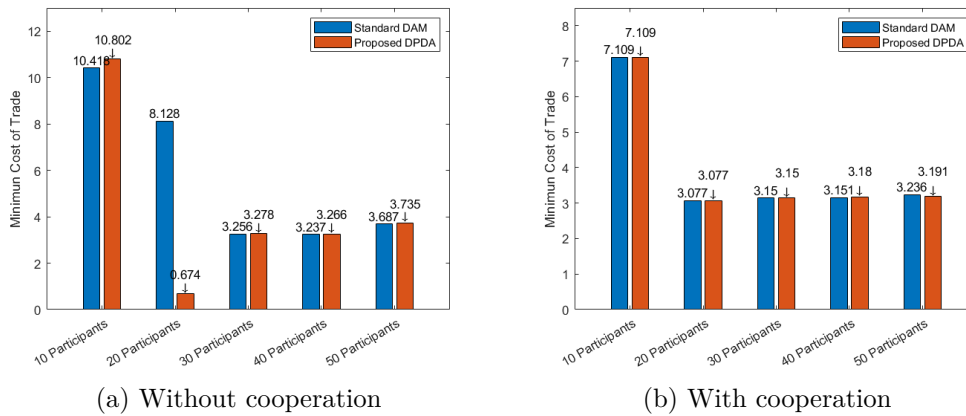 Standard DAM
Proposed DPDA
Minimun Cost of Trade
12
10
8
6
4
2
0
10.418
10.802
8.128
0.674
3.256
3.278
3.237
3.266
3.687
3.735
10 Participants
20 Participants
30 Participants
40 Participants
50 Participants
(a) Without cooperation
Standard DAM
Proposed DPDA
Minimun Cost of Trade
8
7
6
5
4
3
2
1
0
7.109
7.109
3.077
3.077
3.15
3.15
3.151
3.18
3.236
3.191
10 Participants
20 Participants
30 Participants
40 Participants
50 Participants
(b) With cooperation